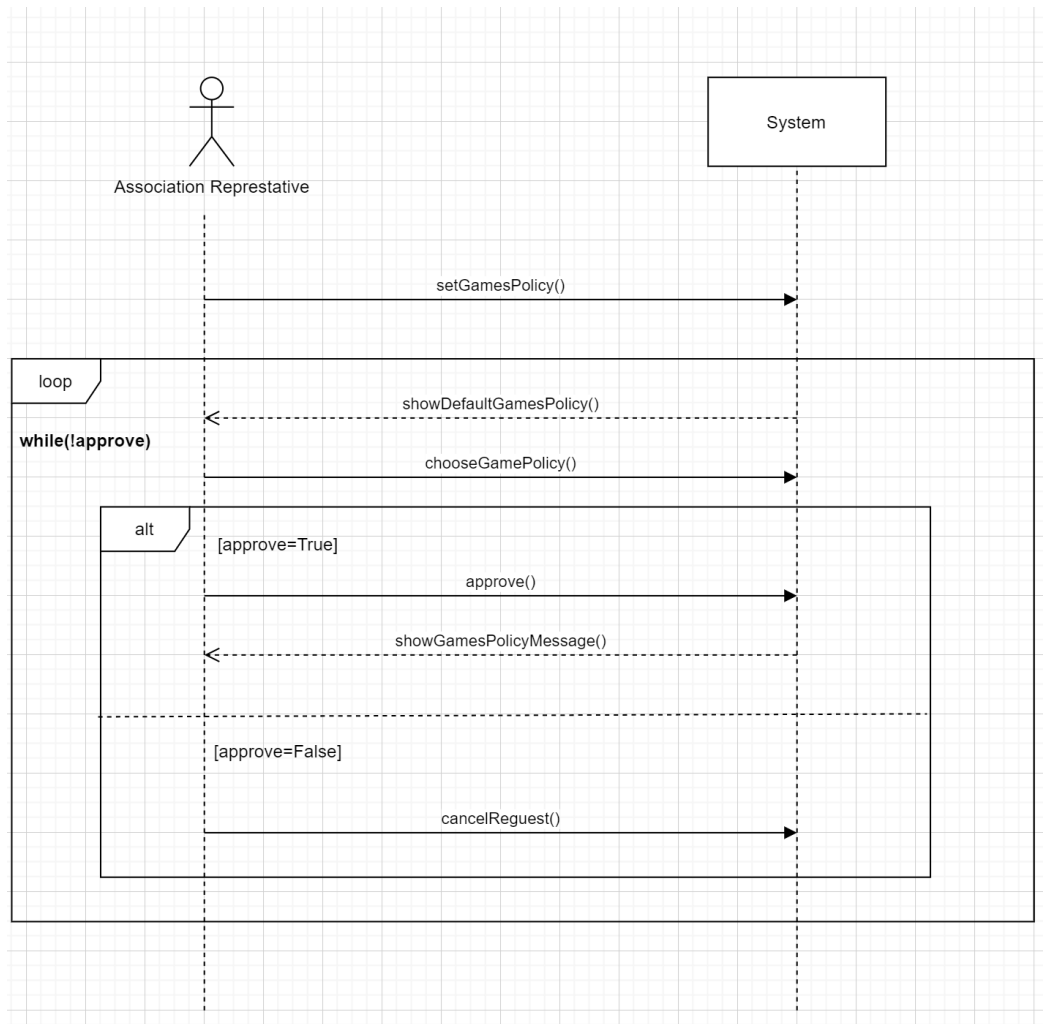 System
Association Represtative
setGamesPolicy()
loop
showDefaultGamesPolicy()
while(!approve)
chooseGamePolicy()
alt
[approve=True]
approve()
showGamesPolicyMessage()
[approve=False]
cancelReguest()